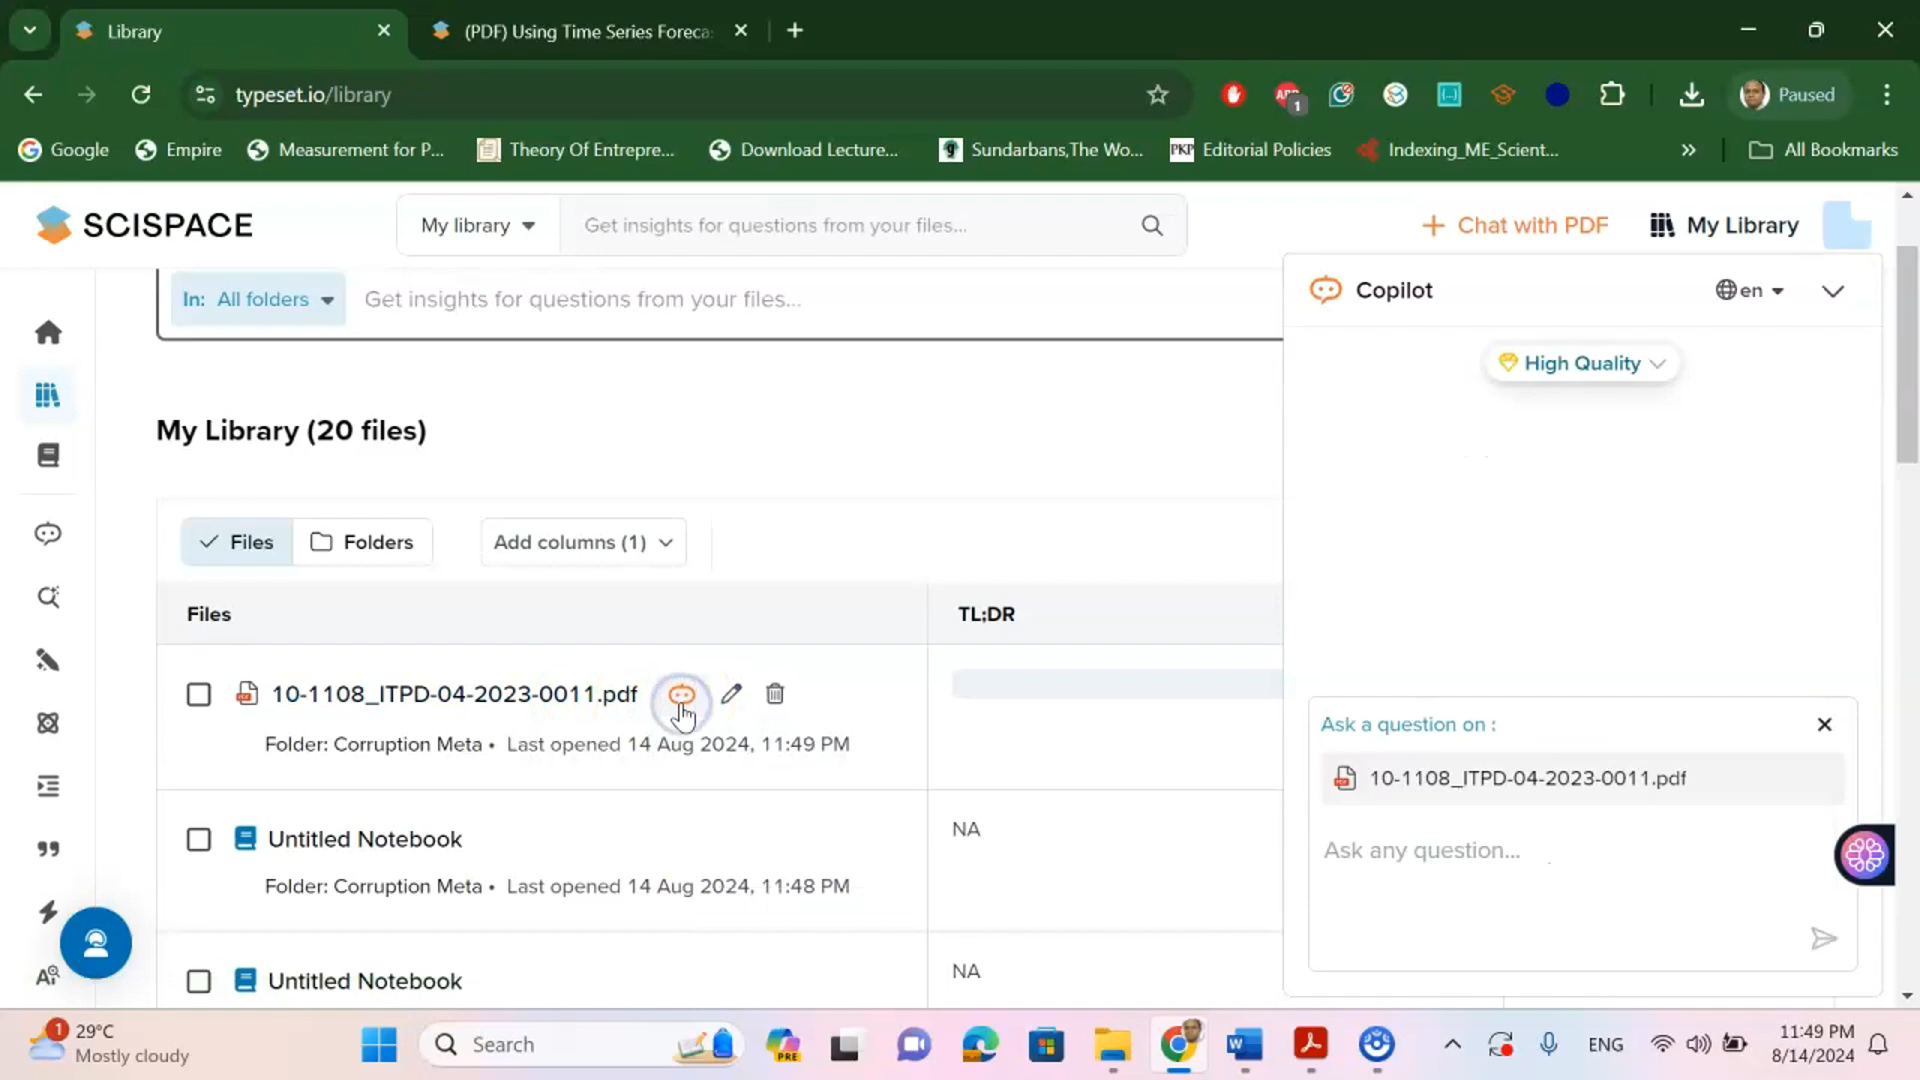 Library
(PDF) Using Time Series Foreca
typeset.io/library
ABP
1
Paused
Google
Empire
Measurement for P...
Theory Of Entrepre...
Download Lecture...
Sundarbans,The Wo...
PKP
Editorial Policies
Indexing_ME_Scient...
»
All Bookmarks
SCISPACE
My library
Get insights for questions from your files...
+ Chat with PDF
My Library
In: All folders
Get insights for questions from your files...
Copilot
en
High Quality
My Library (20 files)
Files
Folders
Add columns (1)
Files
TL;DR
10-1108_ITPD-04-2023-0011.pdf
Folder: Corruption Meta • Last opened 14 Aug 2024, 11:49 PM
Untitled Notebook
NA
Folder: Corruption Meta • Last opened 14 Aug 2024, 11:48 PM
Untitled Notebook
NA
Ask a question on :
10-1108_ITPD-04-2023-0011.pdf
Ask any question...
1
29°C
Mostly cloudy
Search
PRE
ENG
11:49 PM
8/14/2024